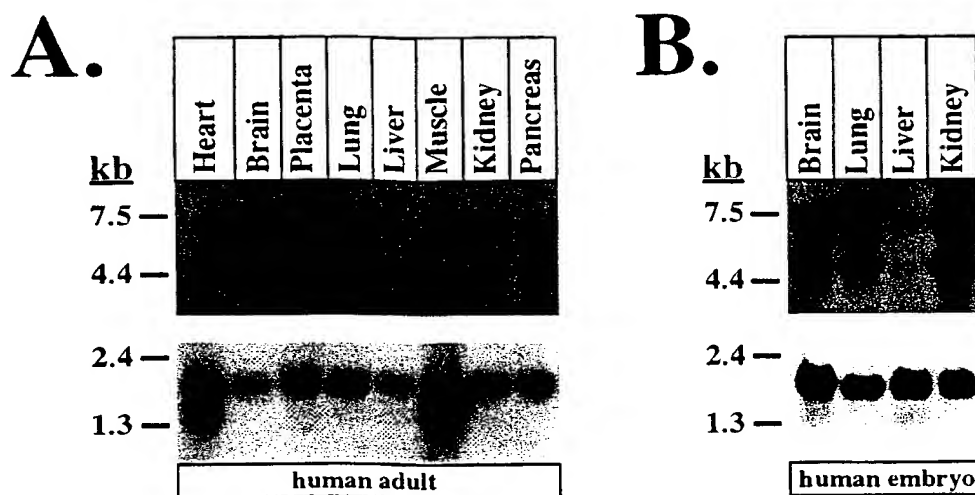 A.
Heart
Brain
Placenta
Lung
Liver
Muscle
Kidney
Pancreas
kb
7.5
4.4
2.4
1.3
human adult
B.
Brain
Lung
Liver
Kidney
kb
7.5
4.4
2.4
1.3
human embryo